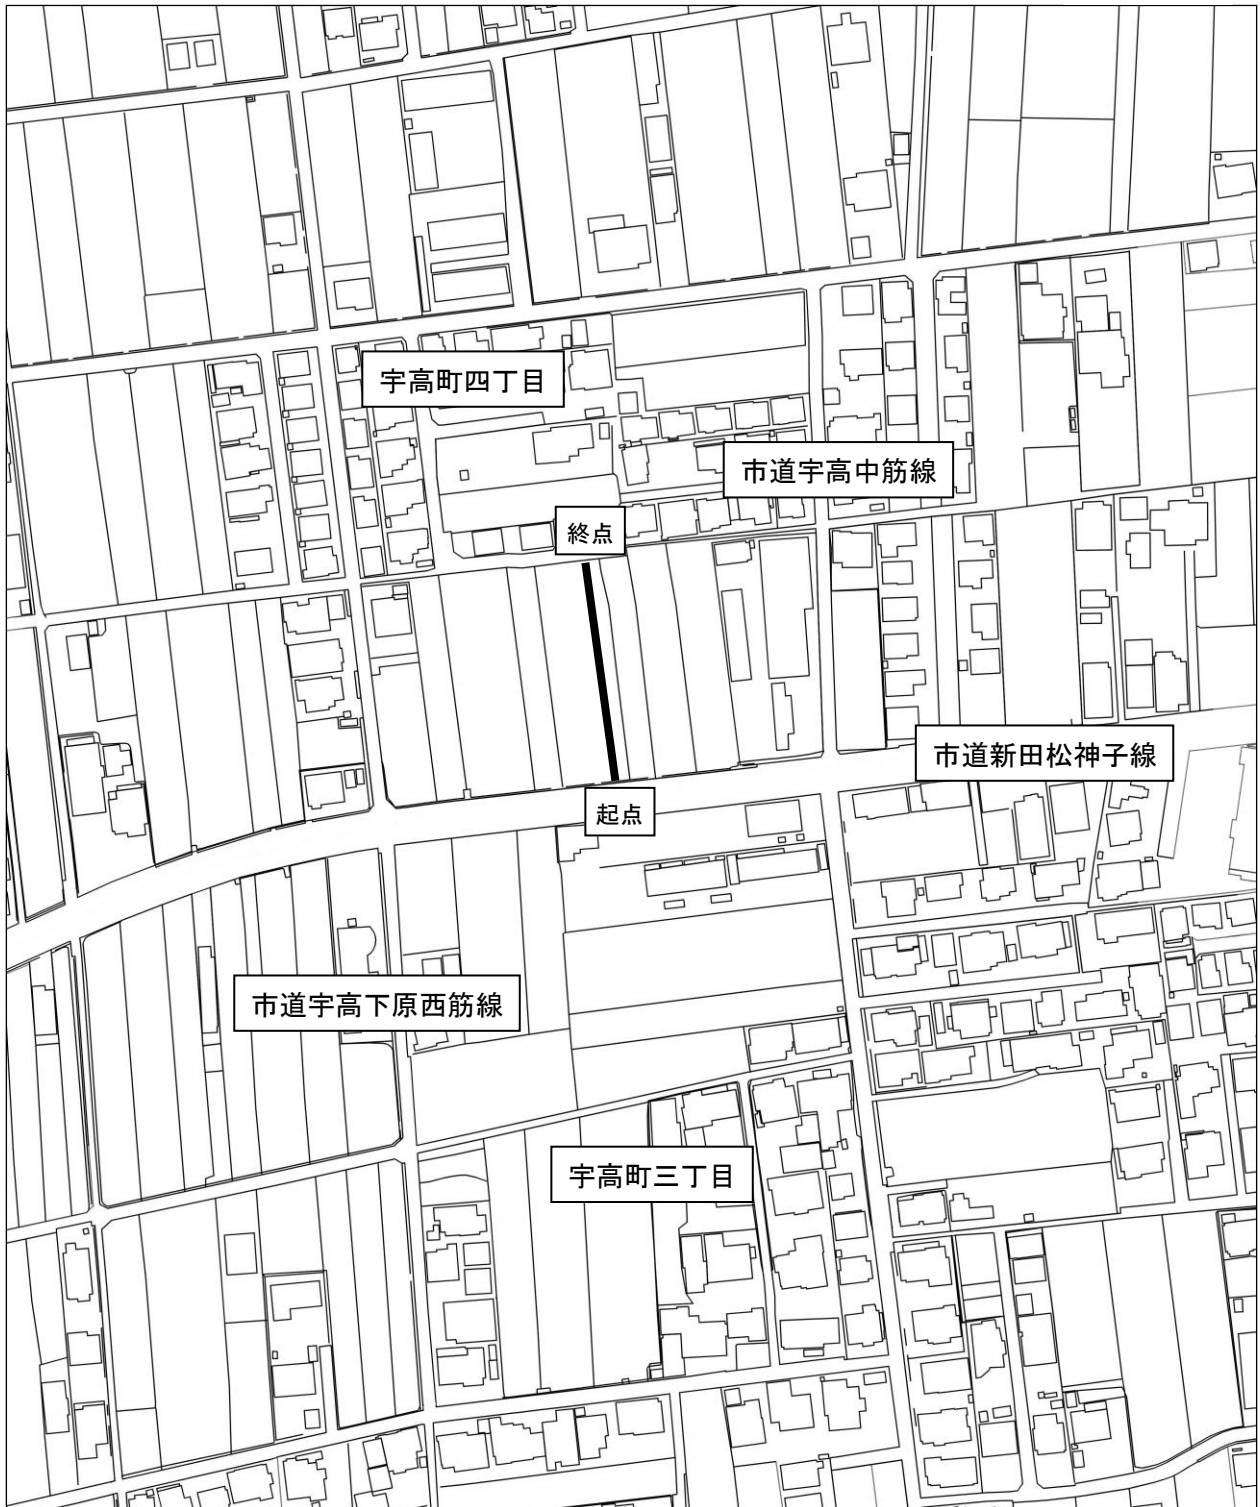 宇高町四丁目
市道宇高中筋線
終点
市道新田松神子線
起点
市道宇高下原西筋線
宇高町三丁目